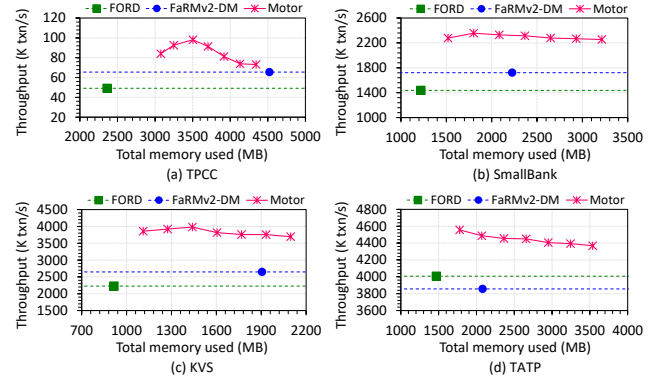 FORD FaRMv2-DM Motor
Throughput (K txn/s)
120
100
80
60
40
20
2000 2500 3000 3500 4000 4500 5000
Total memory used (MB)
(a) TPCC
FORD FaRMv2-DM Motor
Throughput (K txn/s)
2600
2200
1800
1400
1000
1000 1500 2000 2500 3000 3500
Total memory used (MB)
(b) SmallBank
FORD FaRMv2-DM Motor
Throughput (K txn/s)
4500
4000
3500
3000
2500
2000
1500
700 1000 1300 1600 1900 2200
Total memory used (MB)
(c) KVS
FORD FaRMv2-DM Motor
Throughput (K txn/s)
4800
4600
4400
4200
4000
3800
3600
1000 1500 2000 2500 3000 3500 4000
Total memory used (MB)
(d) TATP